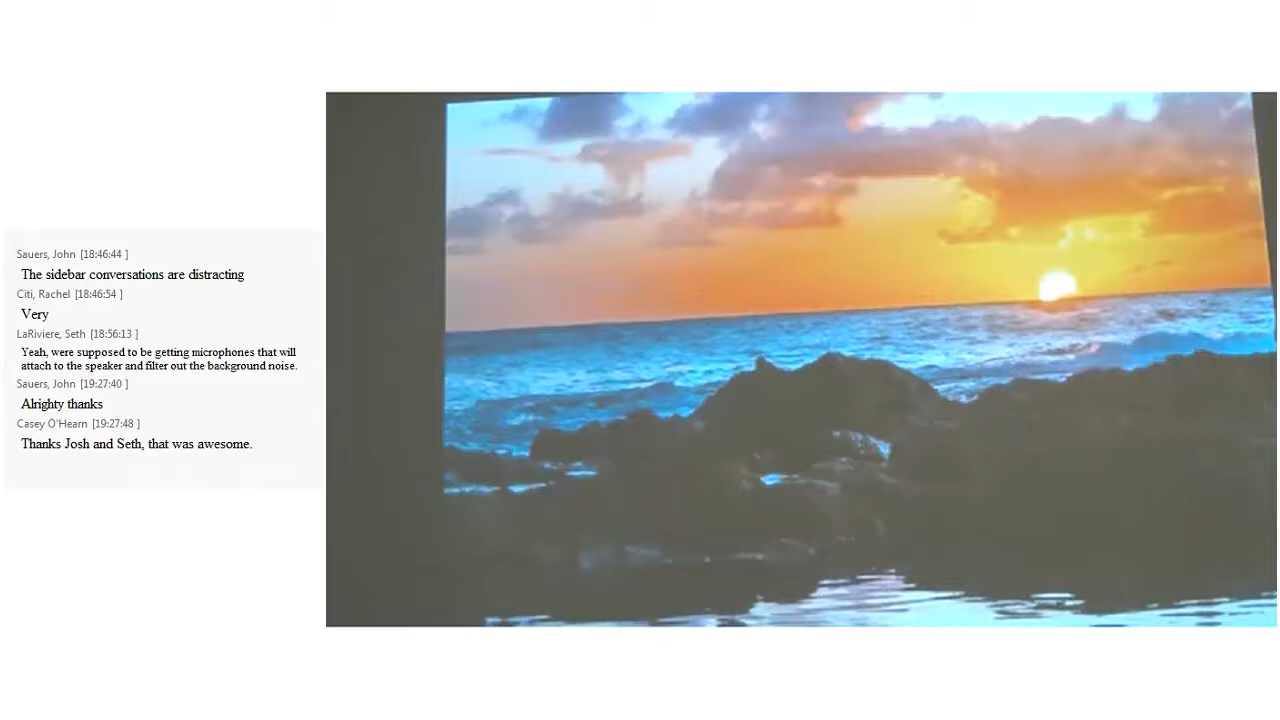 Sauers, John [18:46:44 ]
The sidebar conversations are distracting
Citi, Rachel [18:46:54 ]
Very
LaRiviere, Seth [18:56:13 ]
Yeah, were supposed to be getting microphones that will
attach to the speaker and filter out the background noise.
Sauers, John [19:27:40 ]
Alrighty thanks
Casey O'Hearn [19:27:48 ]
Thanks Josh and Seth, that was awesome.